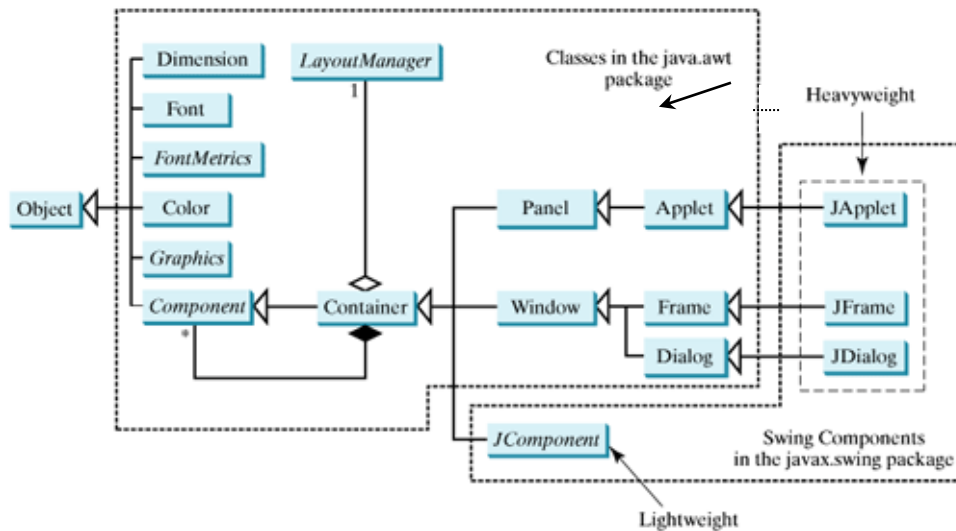 Dimension
LayoutManager
Classes in the java.awt
package
1
Heavyweight
Font
FontMetrics
Object
Color
Panel
Applet
JApplet
Graphics
Component
Container
Window
Frame
JFrame
*
Dialog
JDialog
JComponent
Swing Components
in the javax.swing package
Lightweight